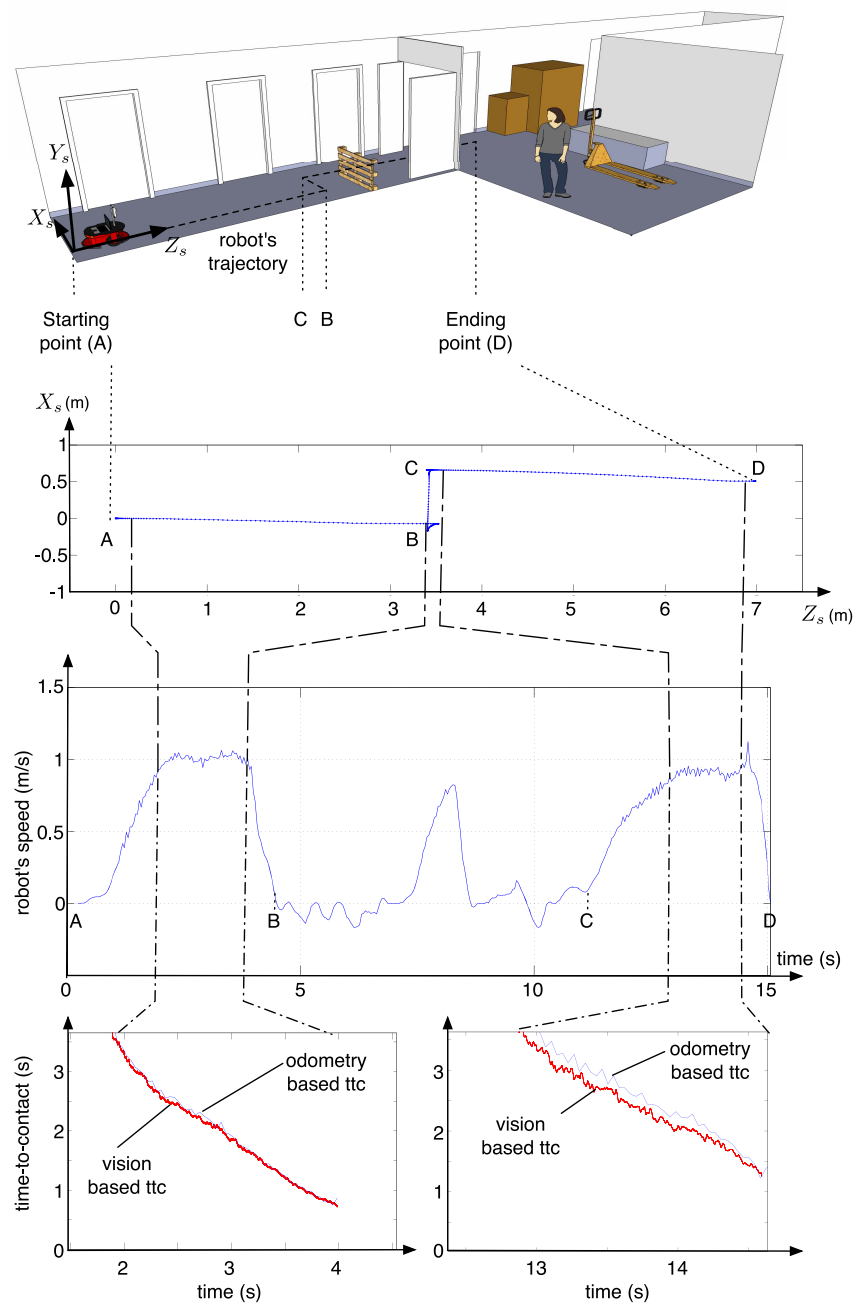 Y_s
X_s
Z_s
robot's
trajectory
Starting
point (A)
C B
Ending
point (D)
X_s (m)
1
0.5
0
-0.5
-1
A
B
C
D
0 1 2 3 4 5 6 7
Z_s (m)
robot's speed (m/s)
1.5
1
0.5
0
A
B
C
D
time (s)
0 5 10 15
time-to-contact (s)
3
2
1
0
odometry
based ttc
vision
based ttc
2 3 4
time (s)
3
2
1
0
odometry
based ttc
vision
based ttc
13 14
time (s)